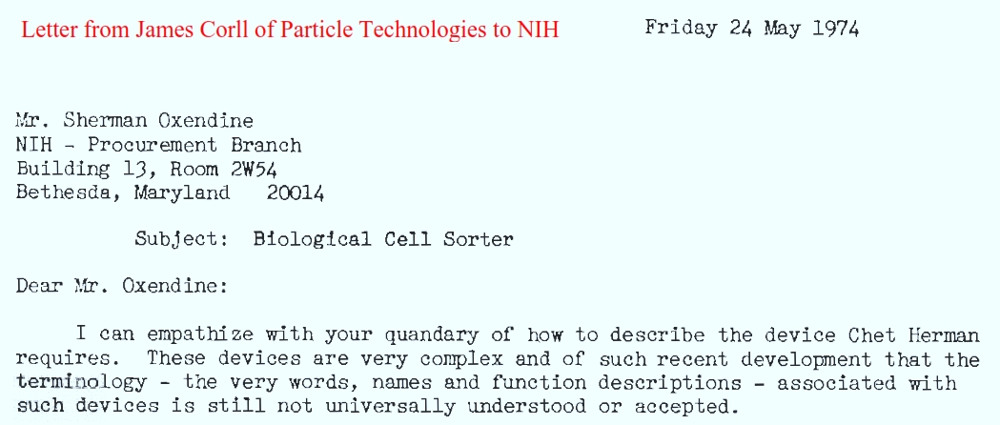 Letter from James Corll of Particle Technologies to NIH
Friday 24 May 1974
Mr. Sherman Oxendine
NIH - Procurement Branch
Building 13, Room 2W54
Bethesda, Maryland 20014
Subject: Biological Cell Sorter
Dear Mr. Oxendine:
I can empathize with your quandary of how to describe the device Chet Herman
requires. These devices are very complex and of such recent development that the
terminology - the very words, names and function descriptions - associated with
such devices is still not universally understood or accepted.